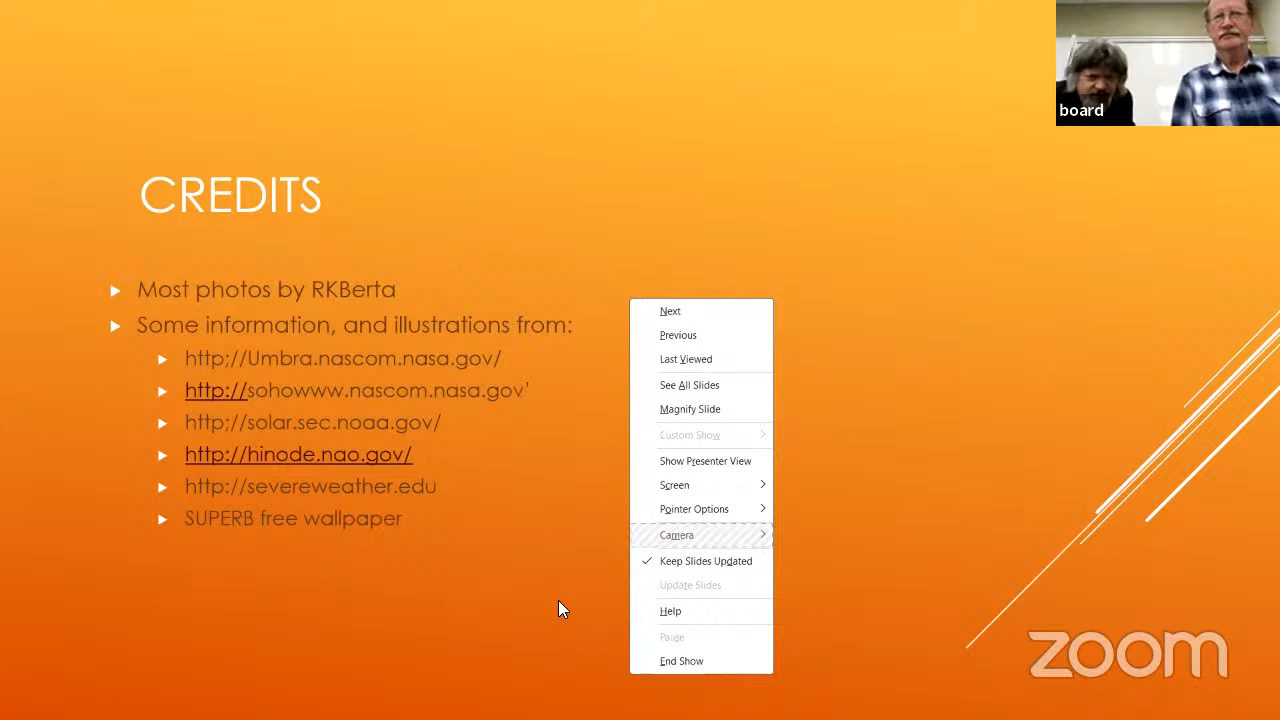 board
CREDITS
Most photos by RKBerta
Some information, and illustrations from:
http;//Umbra.nascom.nasa.gov/
http://sohowww.nascom.nasa.gov'
http;//solar.sec.noaa.gov/
http://hinode.nao.gov/
http://severeweather.edu
SUPERB free wallpaper
Next
Previous
Last Viewed
See All Slides
Magnify Slide
Custom Show
Show Presenter View
Screen
Pointer Options
Camera
Keep Slides Updated
Update Slides
Help
Pause
End Show
zoom